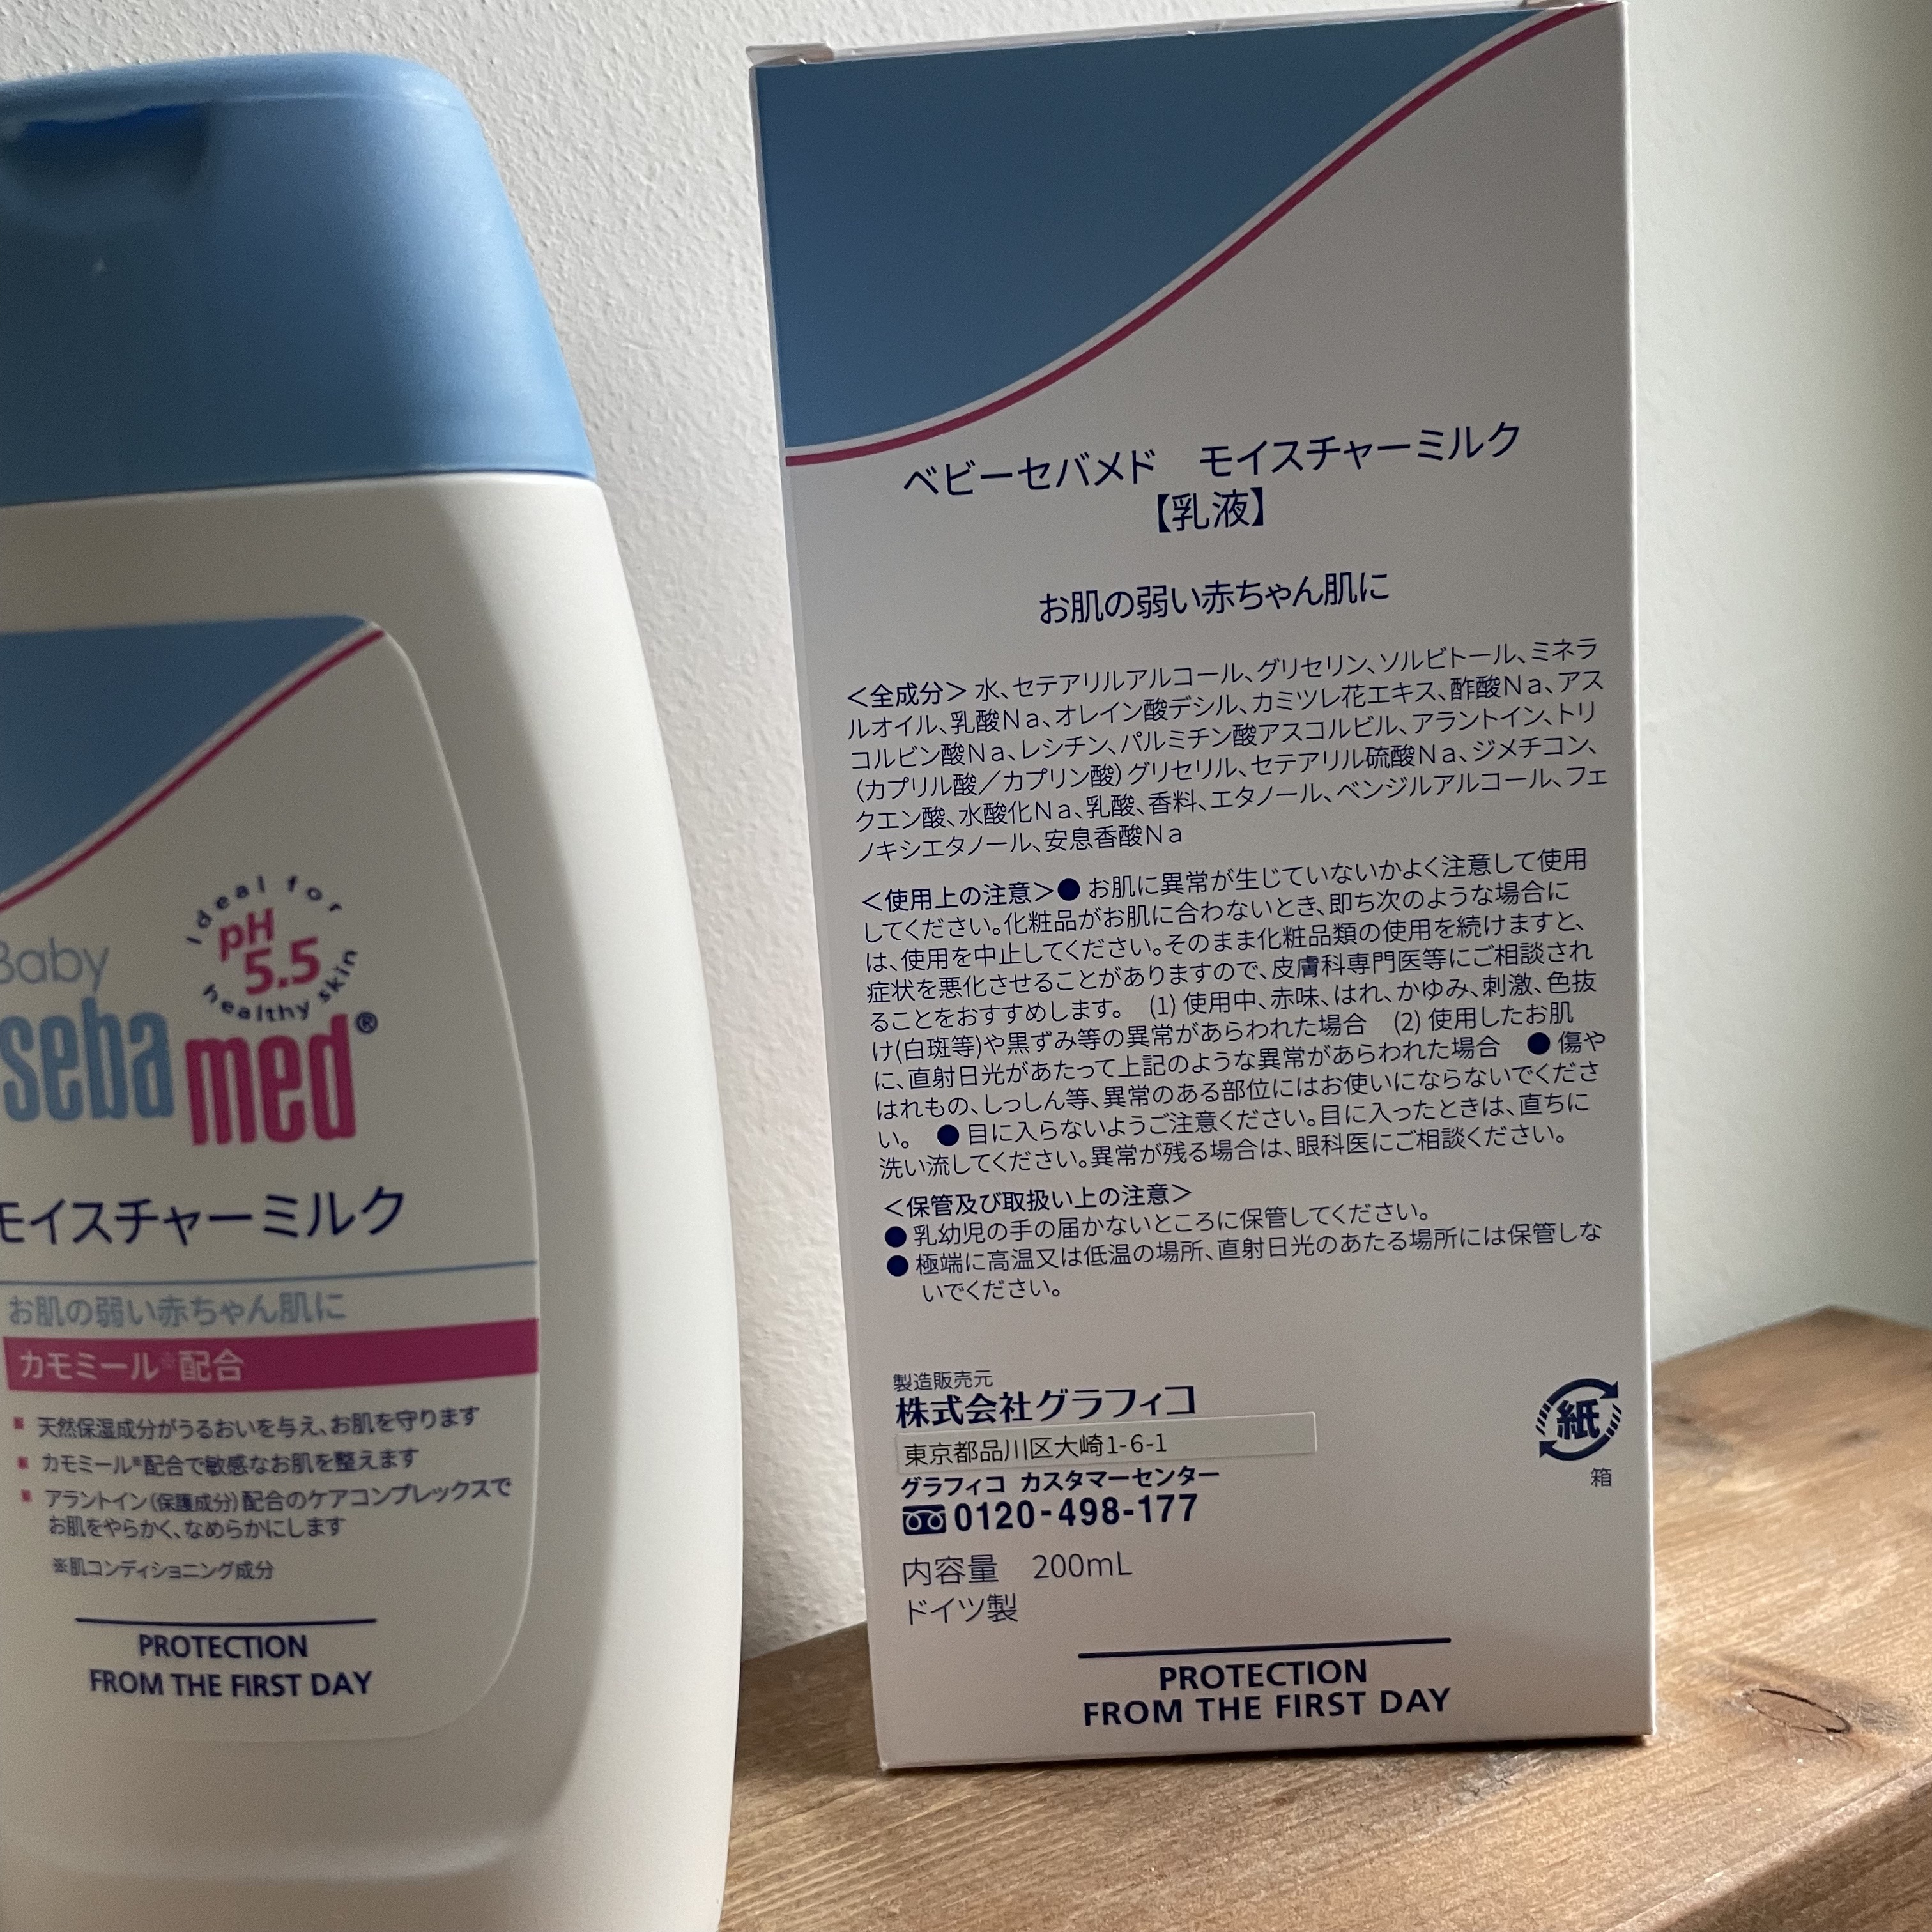 Baby
Ideal for
pH
5.5
healthy skin
sebamed®
モイスチャーミルク
お肌の弱い赤ちゃん肌に
カモミール※配合
天然保湿成分がうるおいを与え、お肌を守ります
カモミール※配合で敏感なお肌を整えます
アラントイン(保護成分)配合のケアコンプレックスで
お肌をやらかく、なめらかにします
※肌コンディショニング成分
PROTECTION
FROM THE FIRST DAY
ベビーセバメド モイスチャーミルク
【乳液】
お肌の弱い赤ちゃん肌に
<全成分> 水、セテアリルアルコール、グリセリン、ソルビトール、ミネラ
ルオイル、乳酸Na、オレイン酸デシル、カミツレ花エキス、酢酸Na、アス
コルビン酸Na、レシチン、パルミチン酸アスコルビル、アラントイン、トリ
(カプリル酸/カプリン酸)グリセリル、セテアリル硫酸Na、ジメチコン、
クエン酸、水酸化Na、乳酸、香料、エタノール、ベンジルアルコール、フェ
ノキシエタノール、安息香酸Na
<使用上の注意>● お肌に異常が生じていないかよく注意して使用
してください。化粧品がお肌に合わないとき、即ち次のような場合に
は、使用を中止してください。そのまま化粧品類の使用を続けますと、
症状を悪化させることがありますので、皮膚科専門医等にご相談され
ることをおすすめします。 (1) 使用中、赤味、はれ、かゆみ、刺激、色抜
け(白斑等)や黒ずみ等の異常があらわれた場合 (2) 使用したお肌
に、直射日光があたって上記のような異常があらわれた場合 ● 傷や
はれもの、しっしん等、異常のある部位にはお使いにならないでくださ
い。 ● 目に入らないようご注意ください。目に入ったときは、直ちに
洗い流してください。異常が残る場合は、眼科医にご相談ください。
<保管及び取扱い上の注意>
● 乳幼児の手の届かないところに保管してください。
● 極端に高温又は低温の場所、直射日光のあたる場所には保管しな
いでください。
製造販売元
株式会社グラフィコ
東京都品川区大崎1-6-1
グラフィコ カスタマーセンター
0120-498-177
内容量 200mL
ドイツ製
紙
箱
PROTECTION
FROM THE FIRST DAY